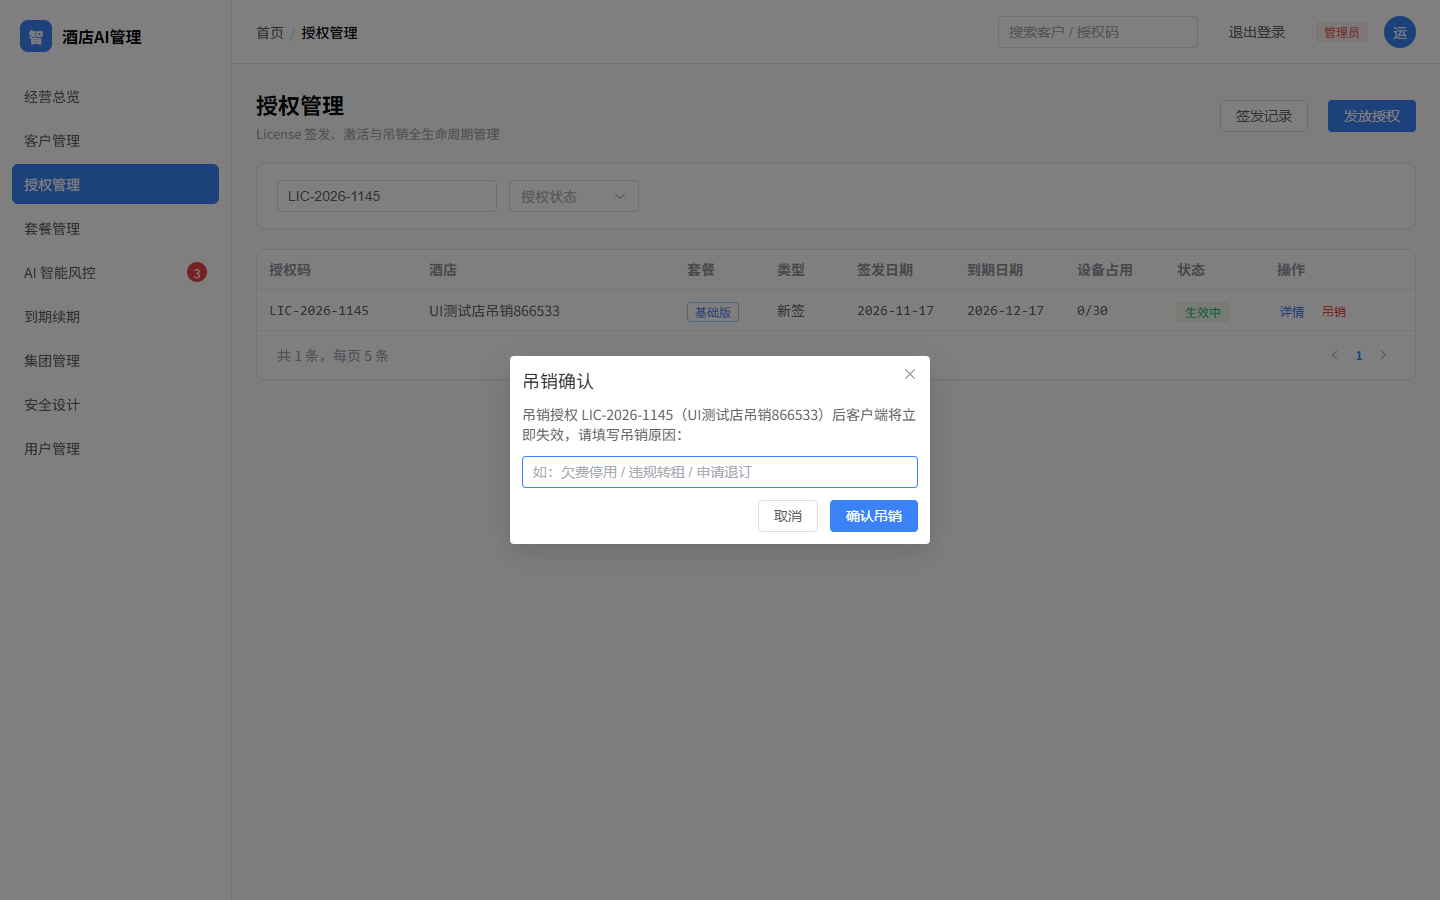 智 酒店AI管理
首页 / 授权管理
搜索客户 / 授权码
退出登录
管理员
运
经营总览
客户管理
授权管理
套餐管理
AI 智能风控 3
到期续期
集团管理
安全设计
用户管理
授权管理
License 签发、激活与吊销全生命周期管理
签发记录
发放授权
LIC-2026-1145
授权状态
授权码 酒店 套餐 类型 签发日期 到期日期 设备占用 状态 操作
LIC-2026-1145 UI测试店吊销866533 基础版 新签 2026-11-17 2026-12-17 0/30 生效中 详情 吊销
共 1 条，每页 5 条
1
吊销确认
吊销授权 LIC-2026-1145（UI测试店吊销866533）后客户端将立
即失效，请填写吊销原因：
如：欠费停用 / 违规转租 / 申请退订
取消
确认吊销